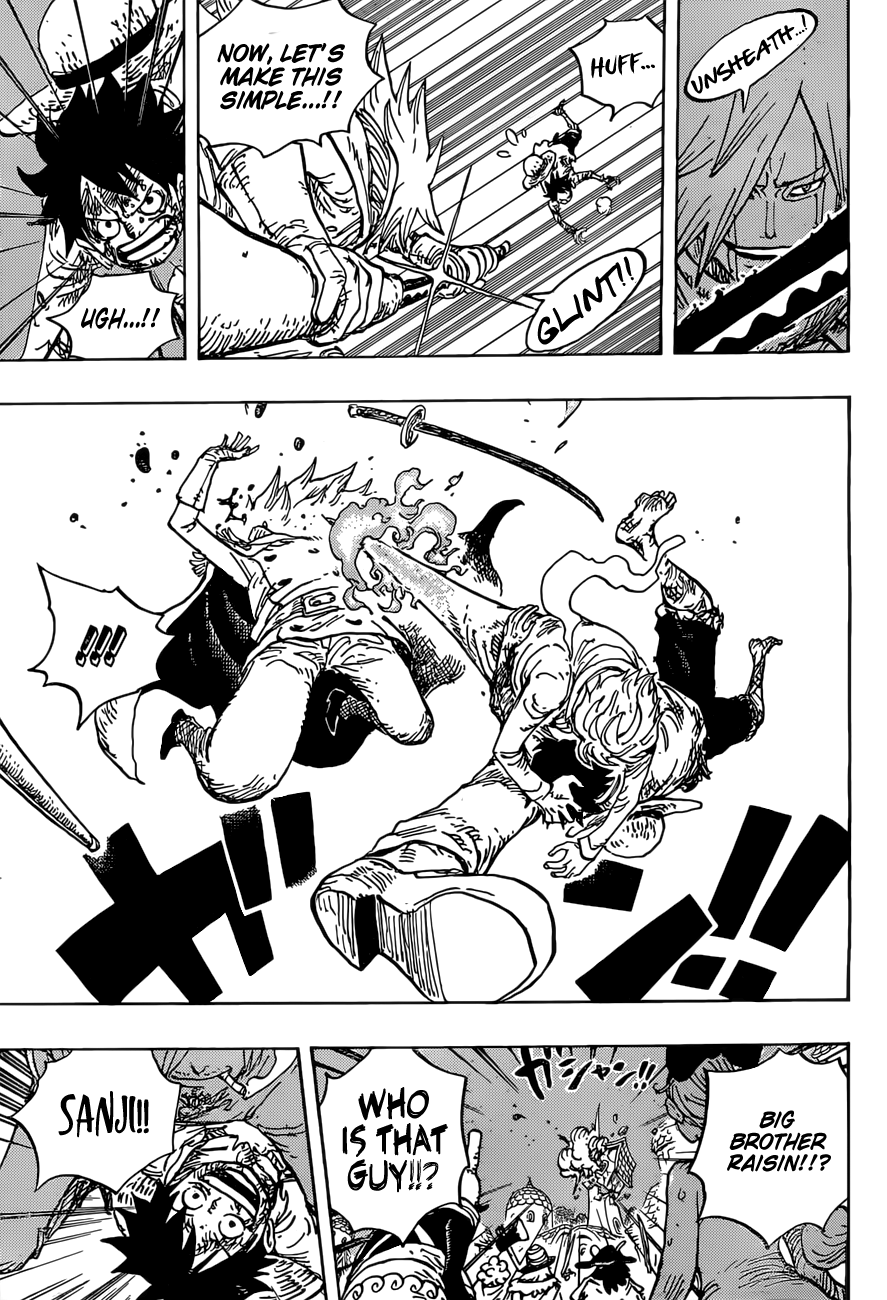 UNSHEATH...!
HUFF...
GLINT!!
NOW, LET'S
MAKE THIS
SIMPLE...!!
UGH...!!
!!!
BIG
BROTHER
RAISIN!!?
ガシャン!!
WHO
IS THAT
GUY!!?
SANJI!!